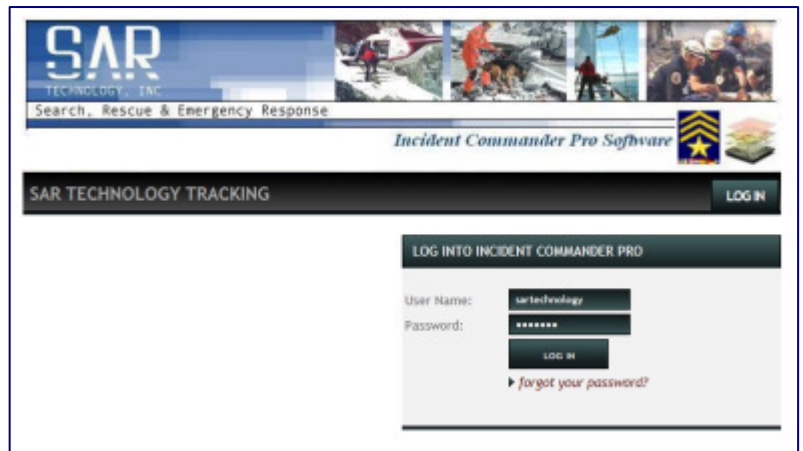 SAR
TECHNOLOGY, INC
Search, Rescue & Emergency Response
Incident Commander Pro Software
SAR TECHNOLOGY TRACKING
LOG IN
LOG INTO INCIDENT COMMANDER PRO
User Name: sartechnology
Password: •••••••
LOG IN
forgot your password?